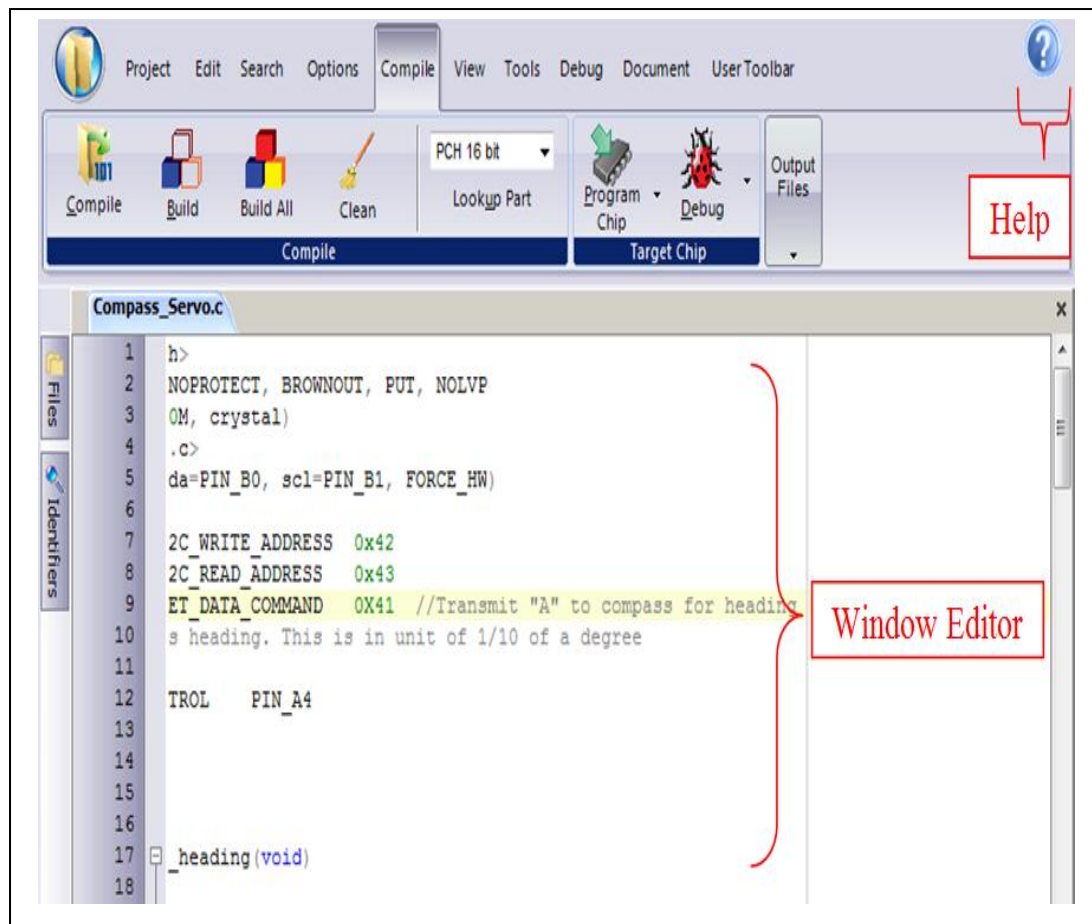 Project Edit Search Options Compile View Tools Debug Document User Toolbar
101
PCH 16 bit
Compile Build Build All Clean Lookup Part Program Chip Debug Output Files
Compile Target Chip
Help
Compass_Servo.c x
Files
Identifiers
1 h>
2 NOPROTECT, BROWNOUT, PUT, NOLVP
3 0M, crystal)
4 .c>
5 da=PIN_B0, scl=PIN_B1, FORCE_HW)
6
7 2C_WRITE_ADDRESS 0x42
8 2C_READ_ADDRESS 0x43
9 ET_DATA_COMMAND 0X41 //Transmit "A" to compass for heading
10 s heading. This is in unit of 1/10 of a degree
11
12 TROL PIN_A4
13
14
15
16
17 _heading(void)
18
Window Editor